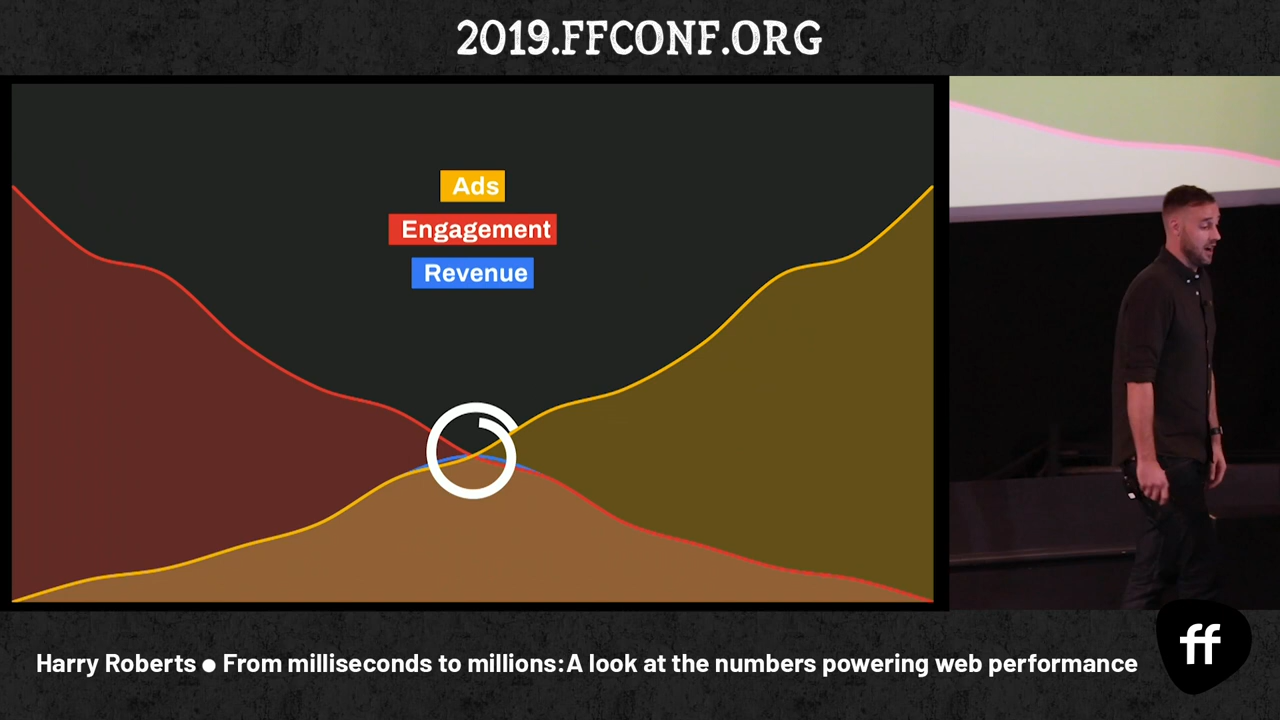 2019.FFCONF.ORG
Ads
Engagement
Revenue
Harry Roberts ● From milliseconds to millions: A look at the numbers powering web performance
ff